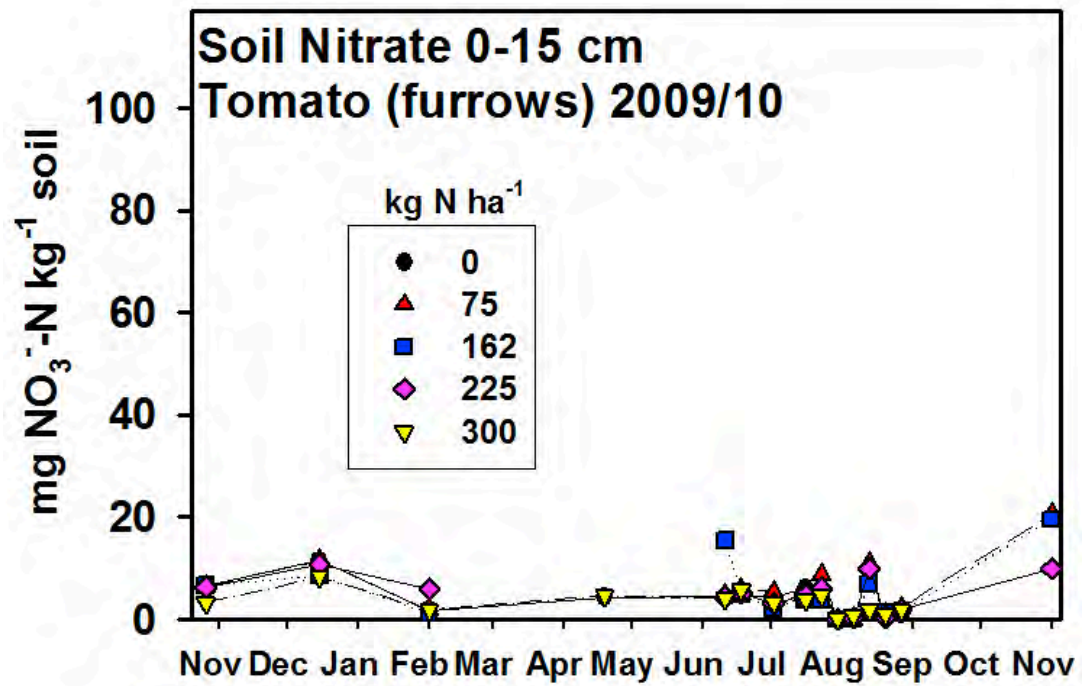 Soil Nitrate 0-15 cm
Tomato (furrows) 2009/10
mg NO₃⁻-N kg⁻¹ soil
100
80
60
40
20
0
kg N ha⁻¹
0
75
162
225
300
Nov Dec Jan Feb Mar Apr May Jun Jul Aug Sep Oct Nov